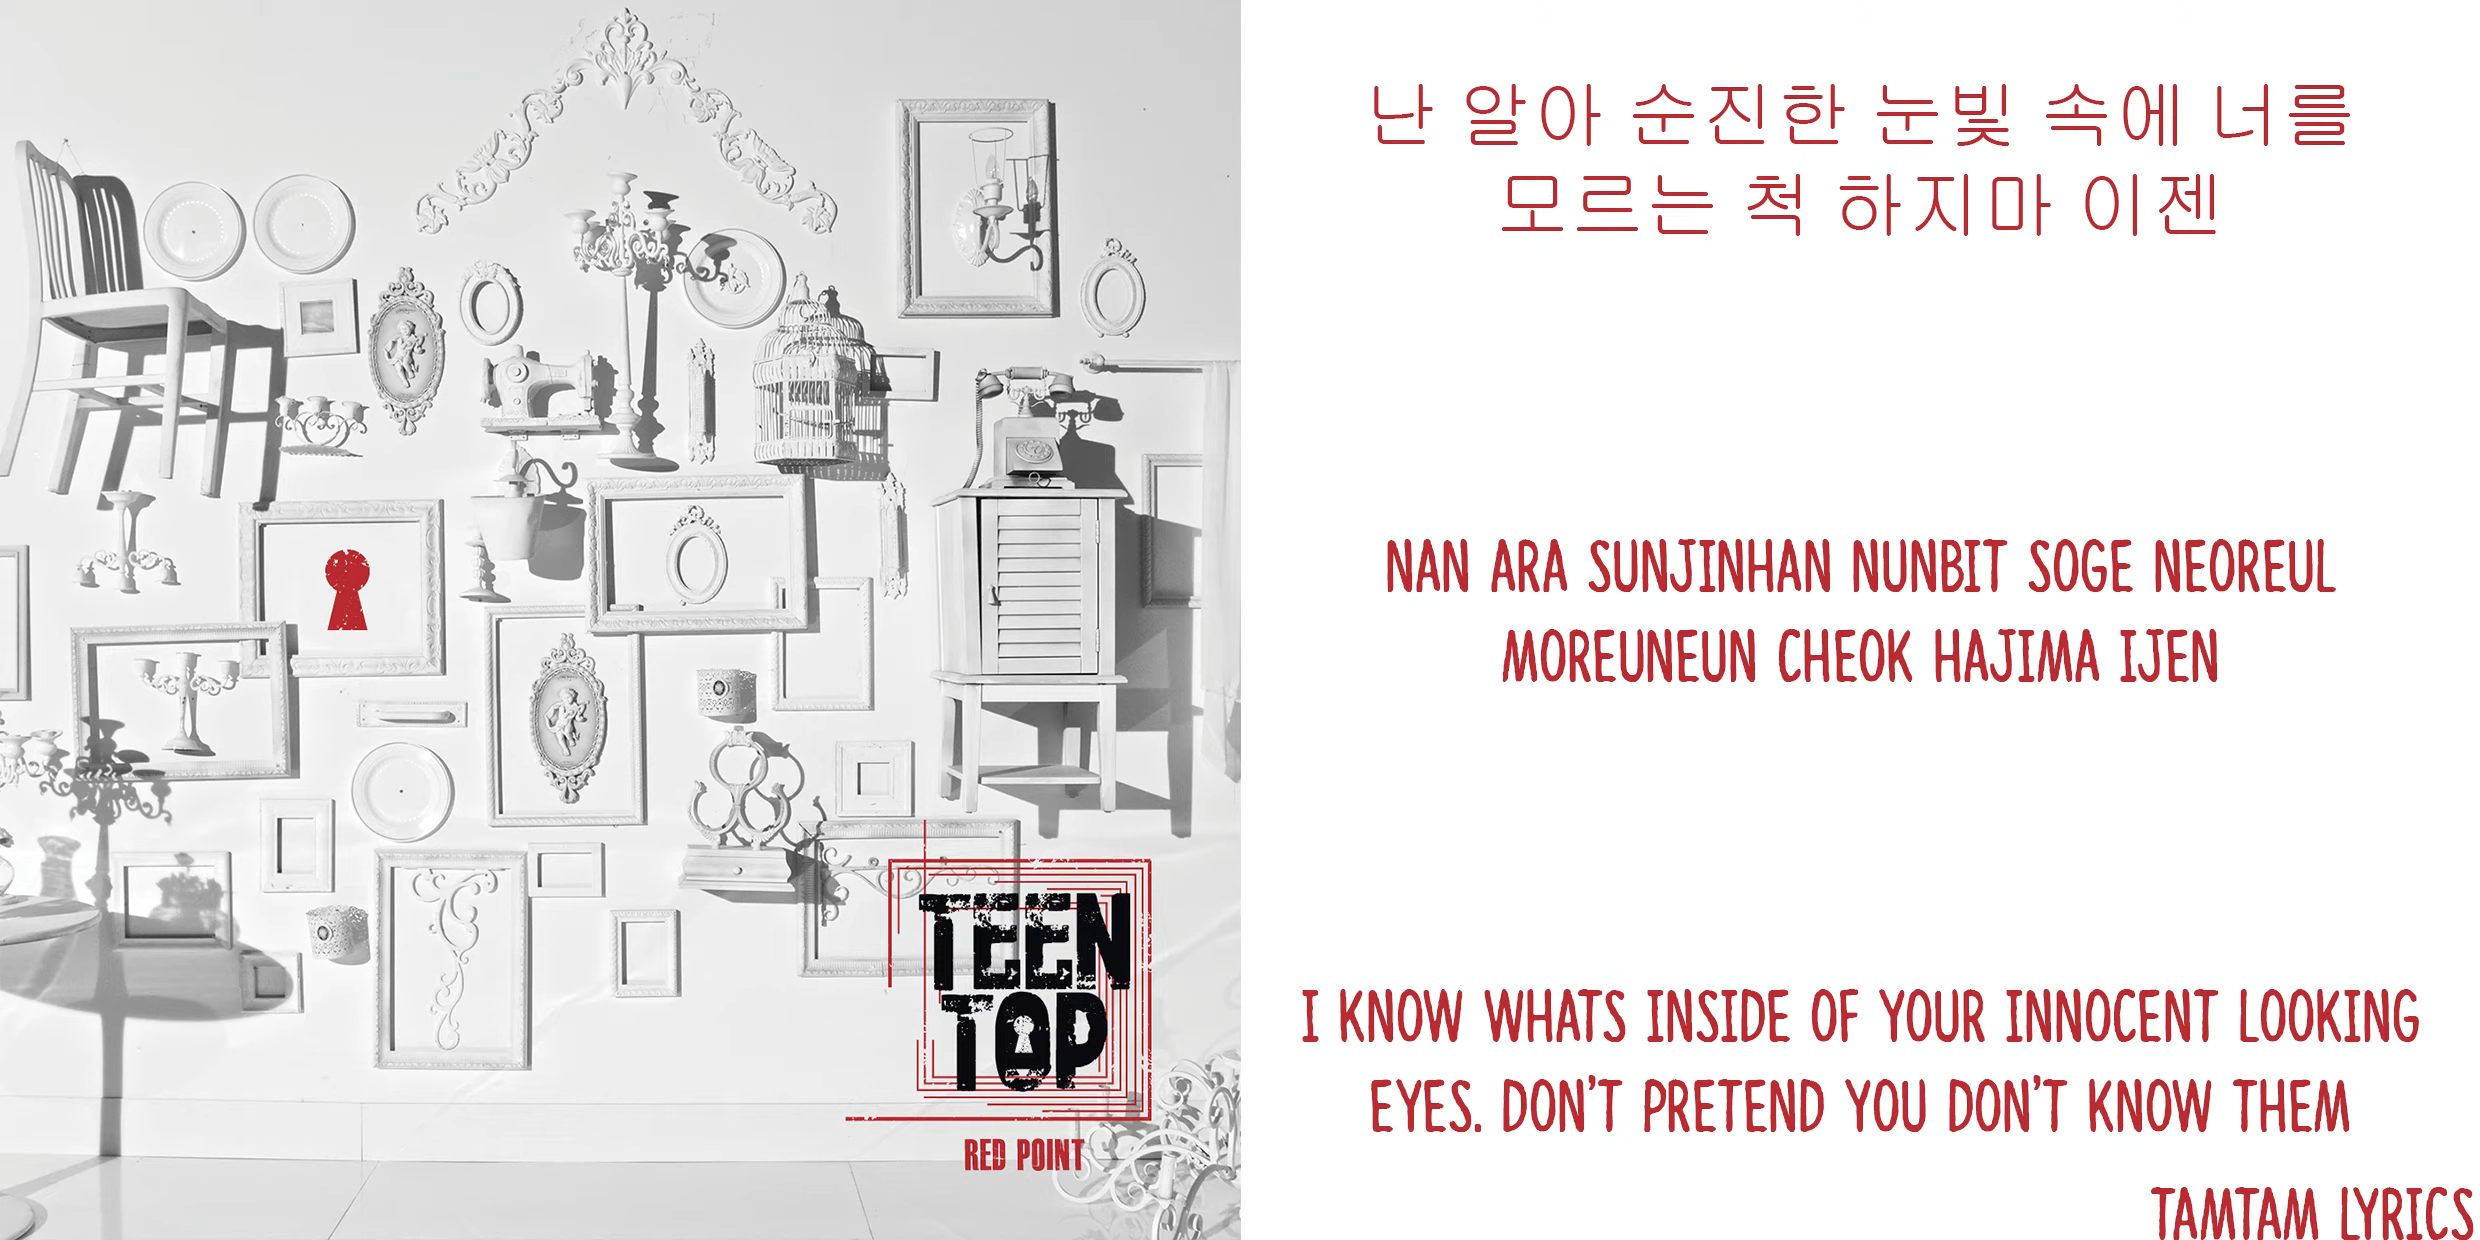 TEEN
TOP
RED POINT
난 알아 순진한 눈빛 속에 너를
모르는 척 하지마 이젠
NAN ARA SUNJINHAN NUNBIT SOGE NEOREUL
MOREUNEUN CHEOK HAJIMA IJEN
I KNOW WHATS INSIDE OF YOUR INNOCENT LOOKING
EYES. DON'T PRETEND YOU DON'T KNOW THEM
TAMTAM LYRICS